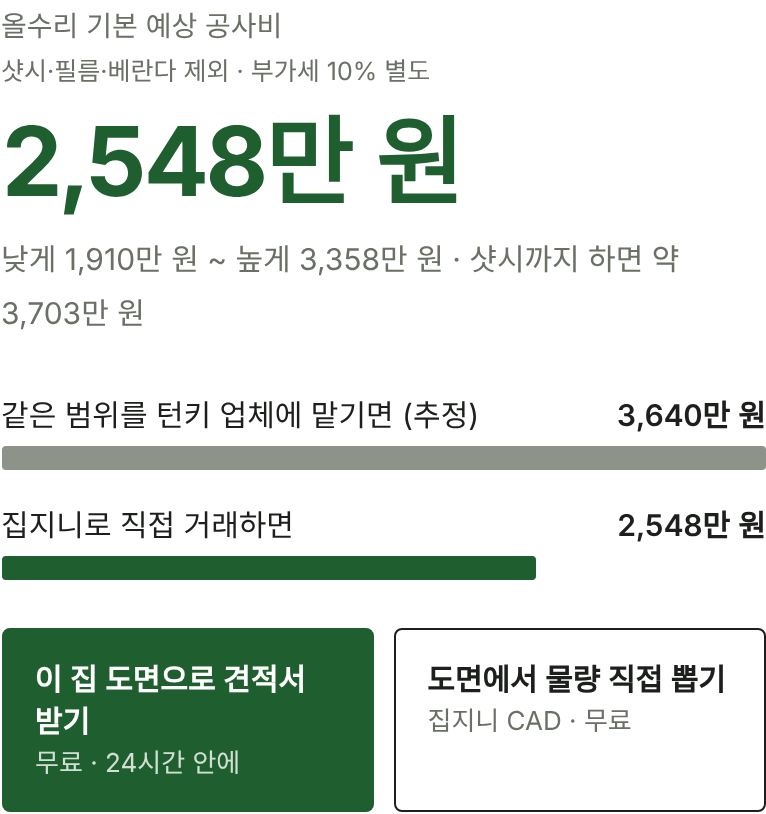 올수리 기본 예상 공사비
샷시·필름·베란다 제외 · 부가세 10% 별도
2,548만 원
낮게 1,910만 원 ~ 높게 3,358만 원 · 샷시까지 하면 약
3,703만 원
같은 범위를 턴키 업체에 맡기면 (추정) 3,640만 원
집지니로 직접 거래하면 2,548만 원
이 집 도면으로 견적서
받기
무료 · 24시간 안에
도면에서 물량 직접 뽑기
집지니 CAD · 무료